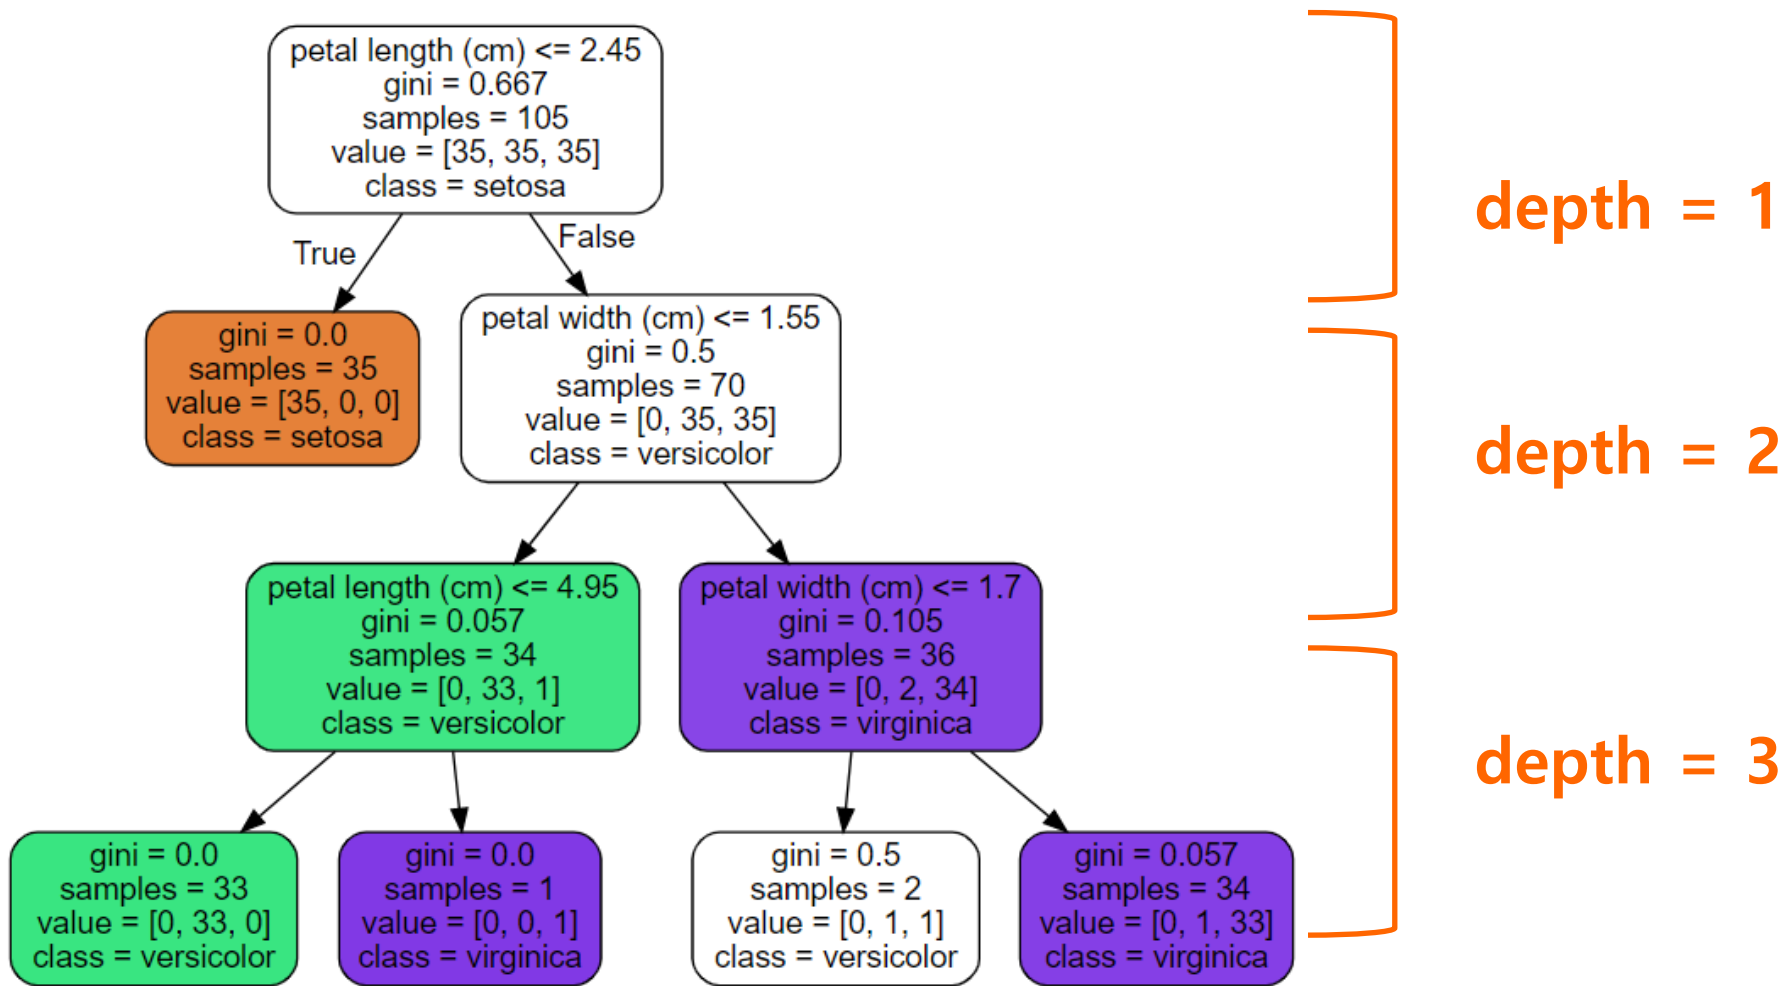 petal length (cm) <= 2.45
gini = 0.667
samples = 105
value = [35, 35, 35]
class = setosa
True
False
depth = 1
gini = 0.0
samples = 35
value = [35, 0, 0]
class = setosa
petal width (cm) <= 1.55
gini = 0.5
samples = 70
value = [0, 35, 35]
class = versicolor
depth = 2
petal length (cm) <= 4.95
gini = 0.057
samples = 34
value = [0, 33, 1]
class = versicolor
petal width (cm) <= 1.7
gini = 0.105
samples = 36
value = [0, 2, 34]
class = virginica
depth = 3
gini = 0.0
samples = 33
value = [0, 33, 0]
class = versicolor
gini = 0.0
samples = 1
value = [0, 0, 1]
class = virginica
gini = 0.5
samples = 2
value = [0, 1, 1]
class = versicolor
gini = 0.057
samples = 34
value = [0, 1, 33]
class = virginica